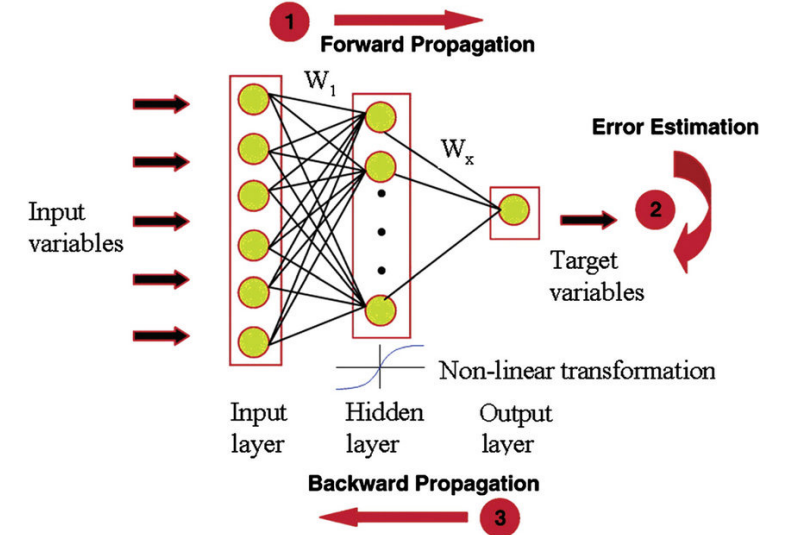 1
Forward Propagation
W1
Error Estimation
Wx
2
Input
variables
Target
variables
Non-linear transformation
Input
layer
Hidden
layer
Output
layer
Backward Propagation
3